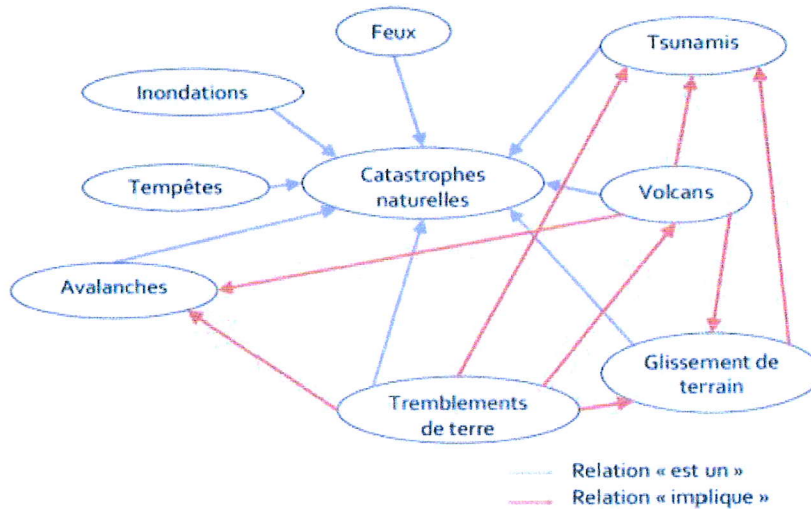 Feux
Tsunamis
Inondations
Tempêtes
Catastrophes
naturelles
Volcans
Avalanches
Glissement de
terrain
Tremblements
de terre
Relation « est un »
Relation « implique »